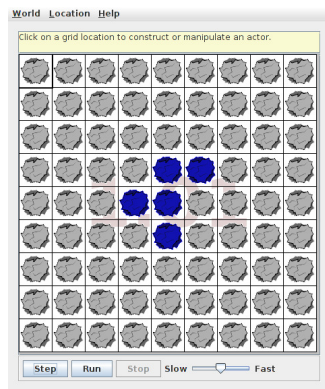 World Location Help
Click on a grid location to construct or manipulate an actor.
Step Run Stop Slow Fast